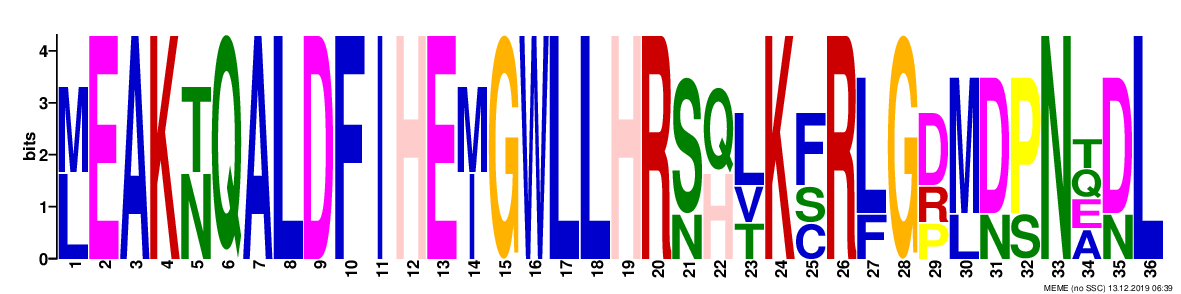 bits
4
3
2
1
0
MEAKTQALDFIHEMGWLLHRSQLKFRLGDMDPNTDL
L N I N H V S F R L N S Q N
T C P E
A
1 2 3 4 5 6 7 8 9 10 11 12 13 14 15 16 17 18 19 20 21 22 23 24 25 26 27 28 29 30 31 32 33 34 35 36
MEME (no SSC) 13.12.2019 06:39